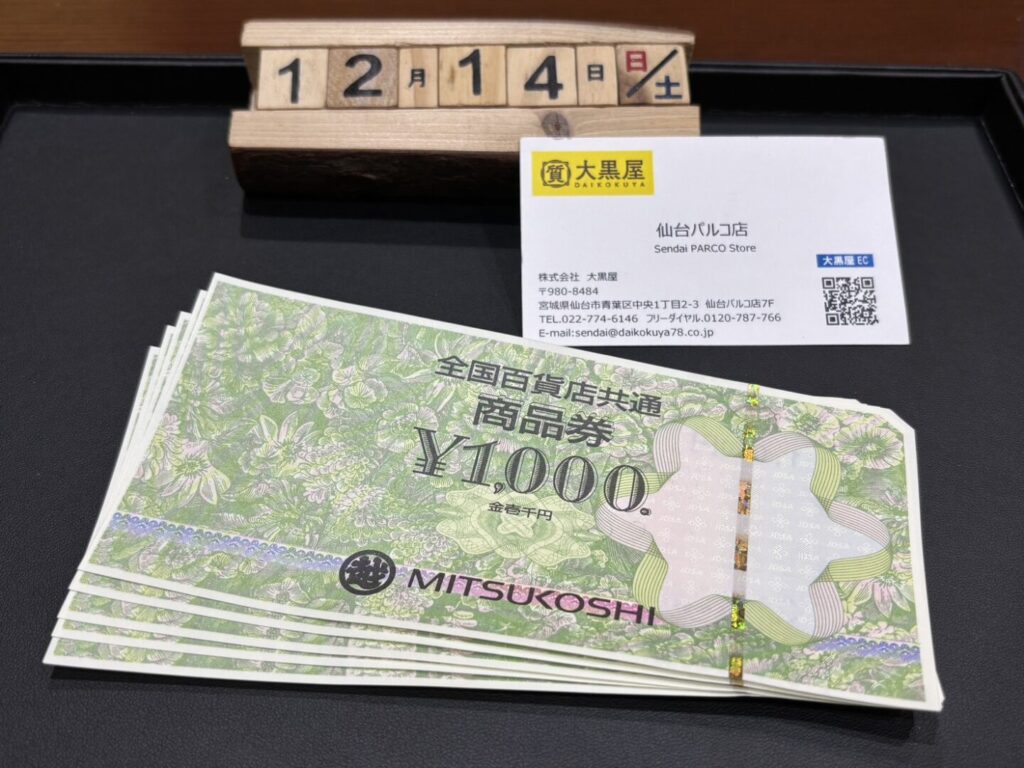 12月14日 日/土
質 大黒屋
DAIKOKUYA
仙台パルコ店
Sendai PARCO Store
大黒屋 EC
株式会社 大黒屋
〒980-8484
宮城県仙台市青葉区中央1丁目2-3 仙台パルコ店7F
TEL.022-774-6146 フリーダイヤル.0120-787-766
E-mail:sendai@daikokuya78.co.jp
全国百貨店共通
商品券
¥1,000.
金壱千円
越 MITSUKOSHI
JDSA